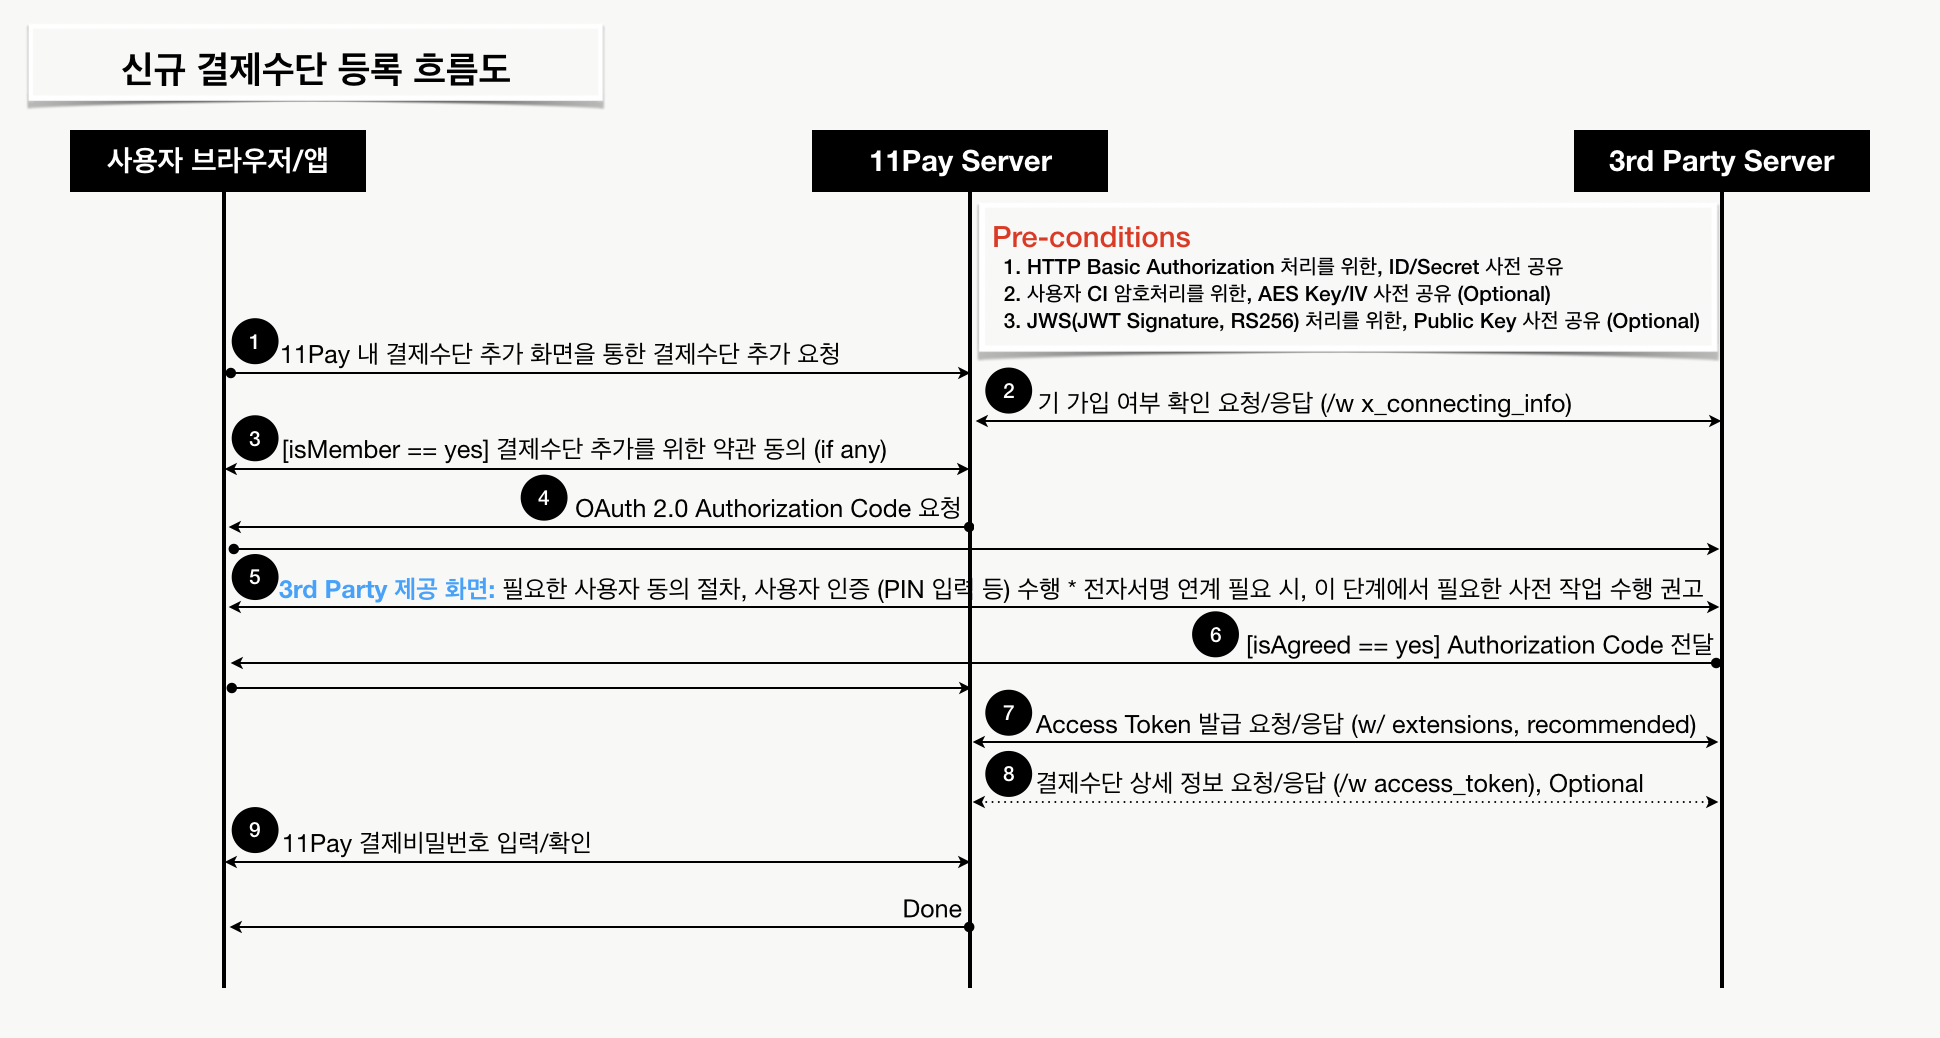 신규 결제수단 등록 흐름도
사용자 브라우저/앱
11Pay Server
3rd Party Server
Pre-conditions
1. HTTP Basic Authorization 처리를 위한, ID/Secret 사전 공유
2. 사용자 CI 암호처리를 위한, AES Key/IV 사전 공유 (Optional)
3. JWS(JWT Signature, RS256) 처리를 위한, Public Key 사전 공유 (Optional)
1 11Pay 내 결제수단 추가 화면을 통한 결제수단 추가 요청
2 기 가입 여부 확인 요청/응답 (/w x_connecting_info)
3 [isMember == yes] 결제수단 추가를 위한 약관 동의 (if any)
4 OAuth 2.0 Authorization Code 요청
5 3rd Party 제공 화면: 필요한 사용자 동의 절차, 사용자 인증 (PIN 입력 등) 수행 * 전자서명 연계 필요 시, 이 단계에서 필요한 사전 작업 수행 권고
6 [isAgreed == yes] Authorization Code 전달
7 Access Token 발급 요청/응답 (w/ extensions, recommended)
8 결제수단 상세 정보 요청/응답 (/w access_token), Optional
9 11Pay 결제비밀번호 입력/확인
Done